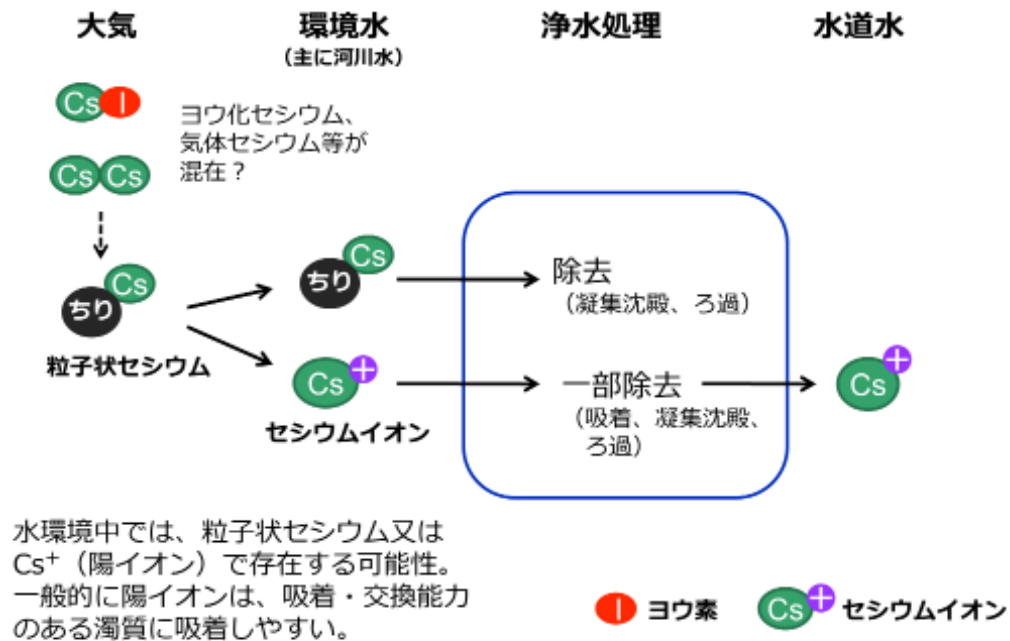 大気
環境水
(主に河川水)
浄水処理
水道水
Cs I
ヨウ化セシウム、
気体セシウム等が
混在？
Cs Cs
ちり Cs
粒子状セシウム
ちり Cs
除去
(凝集沈殿、ろ過)
Cs +
セシウムイオン
一部除去
(吸着、凝集沈殿、
ろ過)
Cs +
水環境中では、粒子状セシウム又は
Cs⁺（陽イオン）で存在する可能性。
一般的に陽イオンは、吸着・交換能力
のある濁質に吸着しやすい。
I ヨウ素
Cs + セシウムイオン